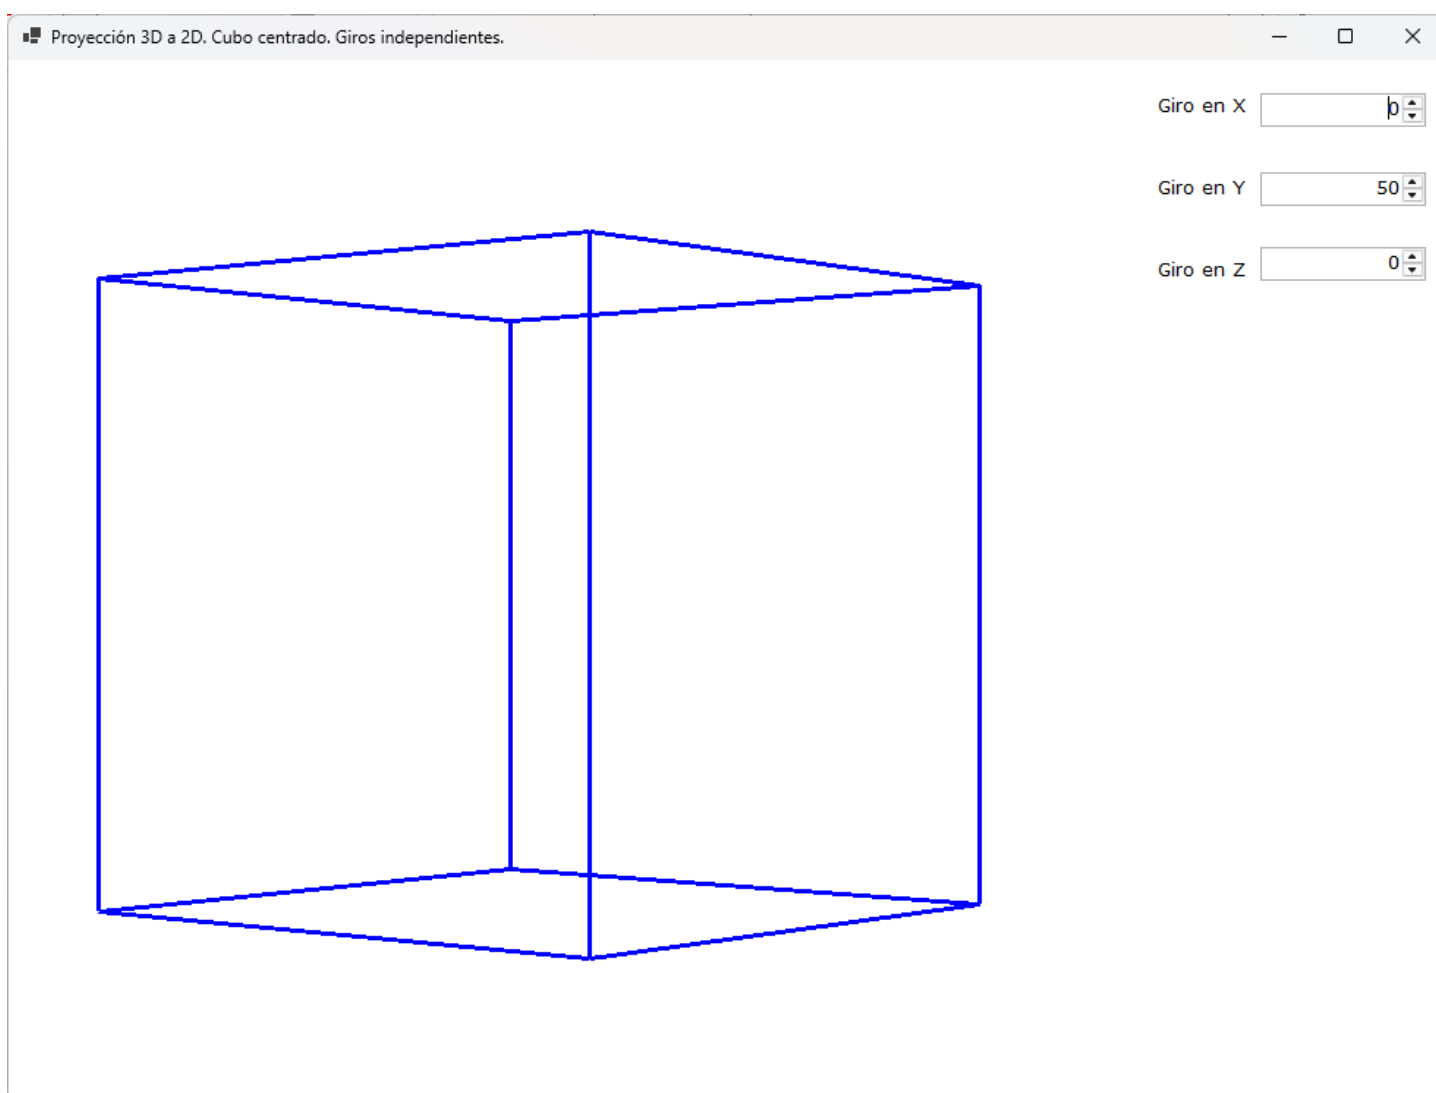 Proyección 3D a 2D. Cubo centrado. Giros independientes.
Giro en X 0
Giro en Y 50
Giro en Z 0